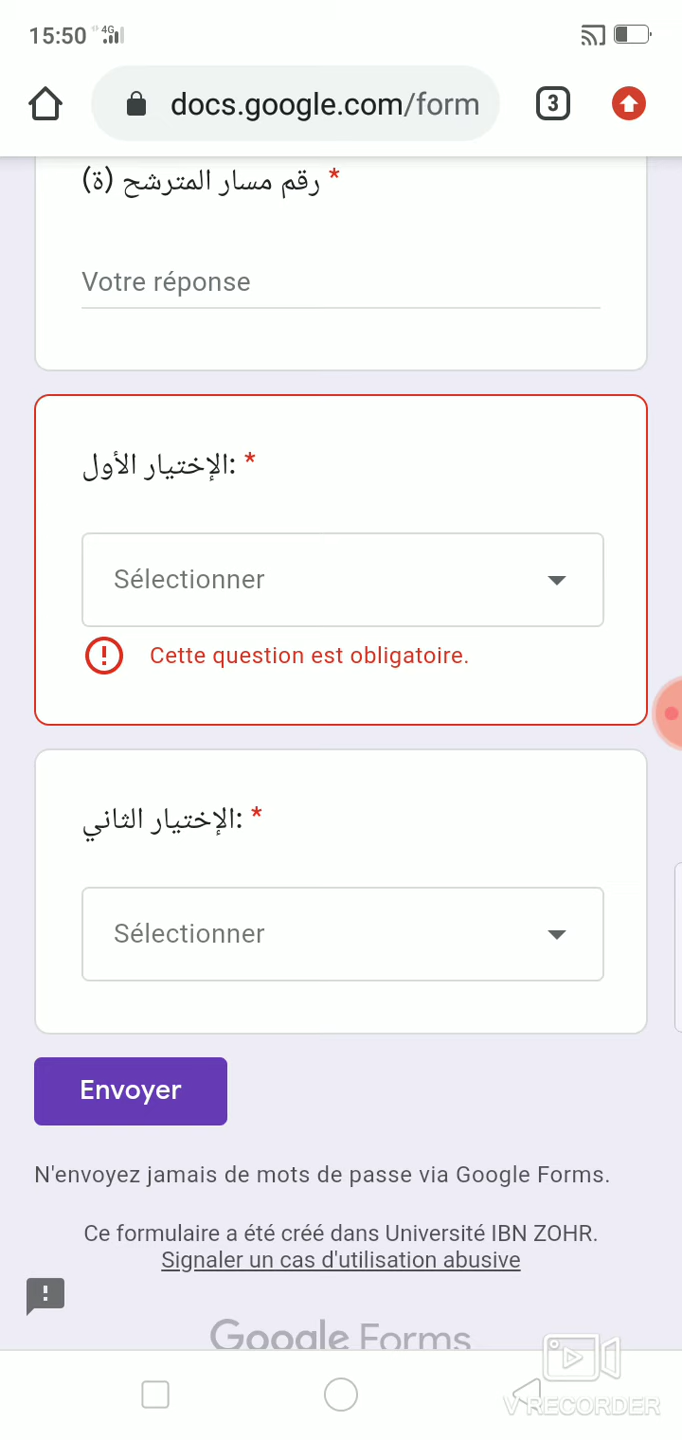 15:50 4G
docs.google.com/form 3
رقم مسار المترشح (ة) *
Votre réponse
الإختيار الأول: *
Sélectionner
Cette question est obligatoire.
الإختيار الثاني: *
Sélectionner
Envoyer
N'envoyez jamais de mots de passe via Google Forms.
Ce formulaire a été créé dans Université IBN ZOHR.
Signaler un cas d'utilisation abusive
Google Forms
V RECORDER